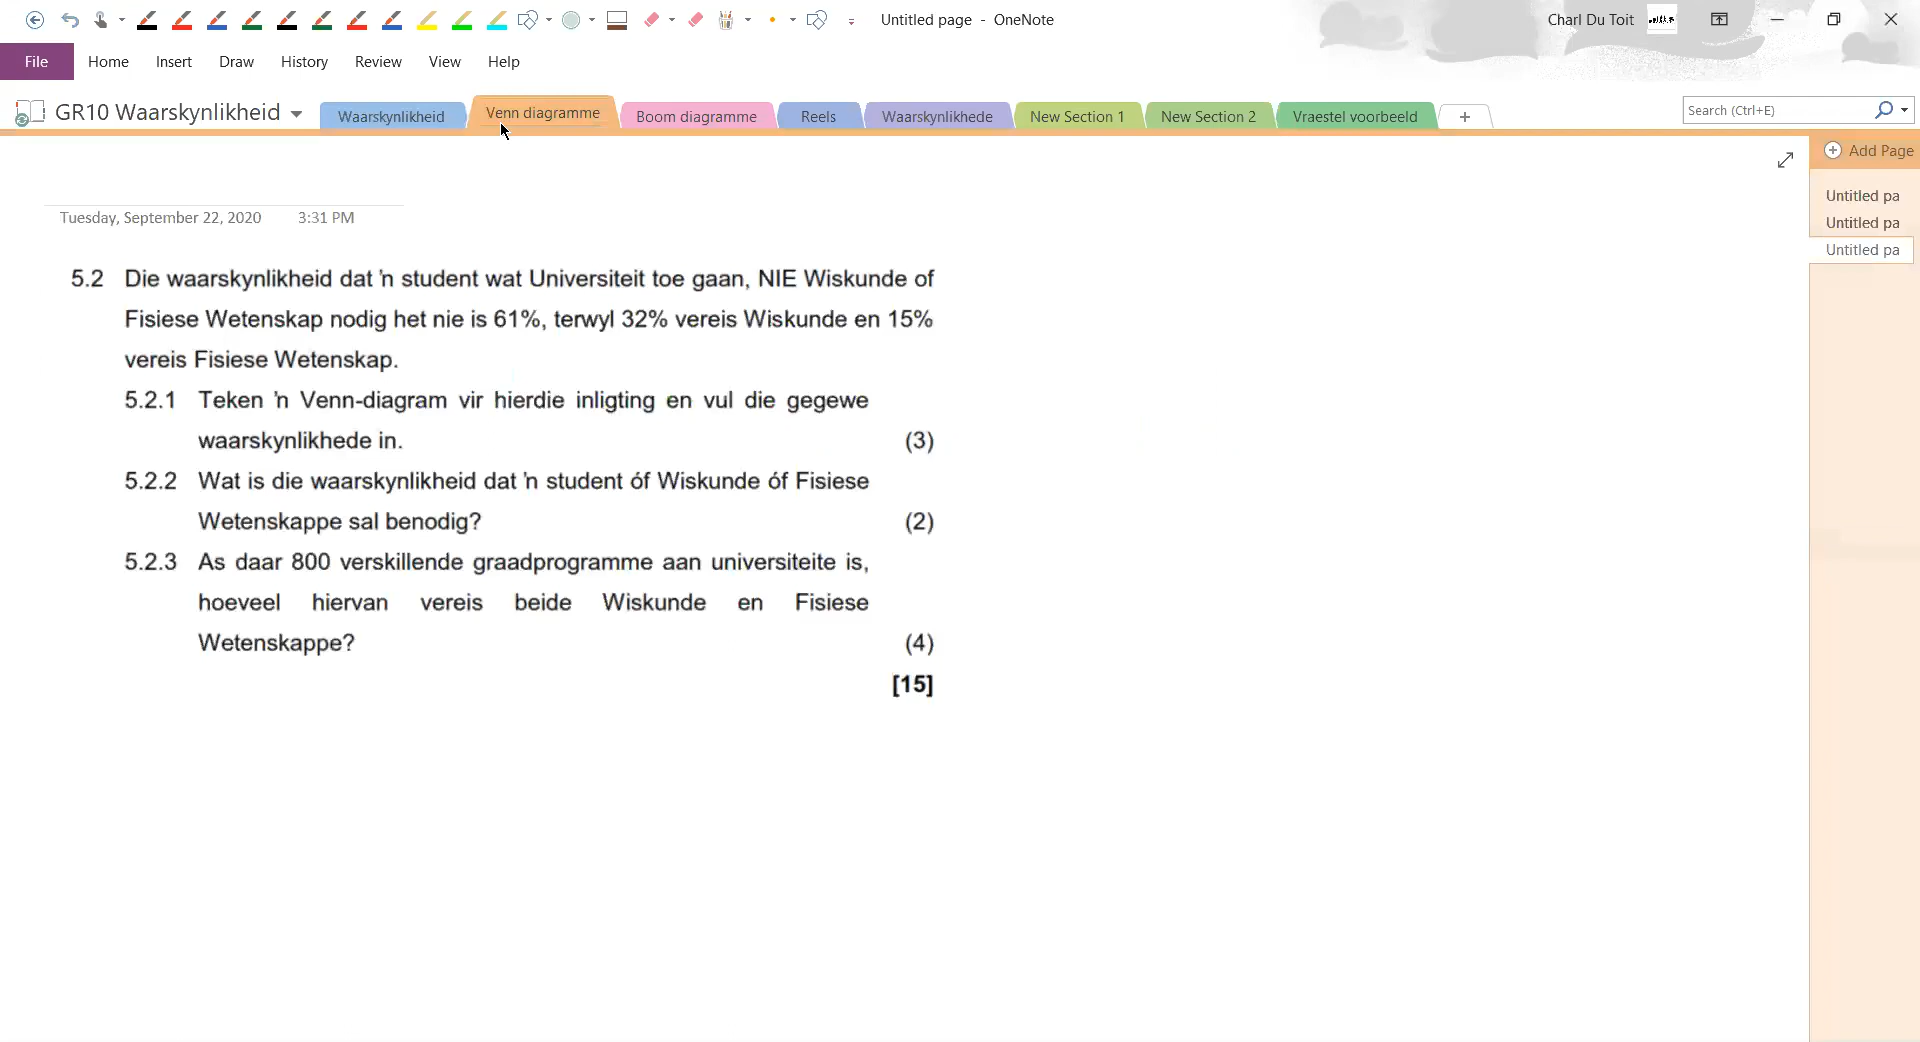 Untitled page - OneNote
Charl Du Toit
File Home Insert Draw History Review View Help
GR10 Waarskynlikheid
Waarskynlikheid Venn diagramme Boom diagramme Reels Waarskynlikhede New Section 1 New Section 2 Vraestel voorbeeld +
Search (Ctrl+E)
Add Page
Untitled pa
Untitled pa
Untitled pa
Tuesday, September 22, 2020 3:31 PM
5.2 Die waarskynlikheid dat 'n student wat Universiteit toe gaan, NIE Wiskunde of
Fisiese Wetenskap nodig het nie is 61%, terwyl 32% vereis Wiskunde en 15%
vereis Fisiese Wetenskap.
5.2.1 Teken 'n Venn-diagram vir hierdie inligting en vul die gegewe
waarskynlikhede in. (3)
5.2.2 Wat is die waarskynlikheid dat 'n student óf Wiskunde óf Fisiese
Wetenskappe sal benodig? (2)
5.2.3 As daar 800 verskillende graadprogramme aan universiteite is,
hoeveel hiervan vereis beide Wiskunde en Fisiese
Wetenskappe? (4)
[15]